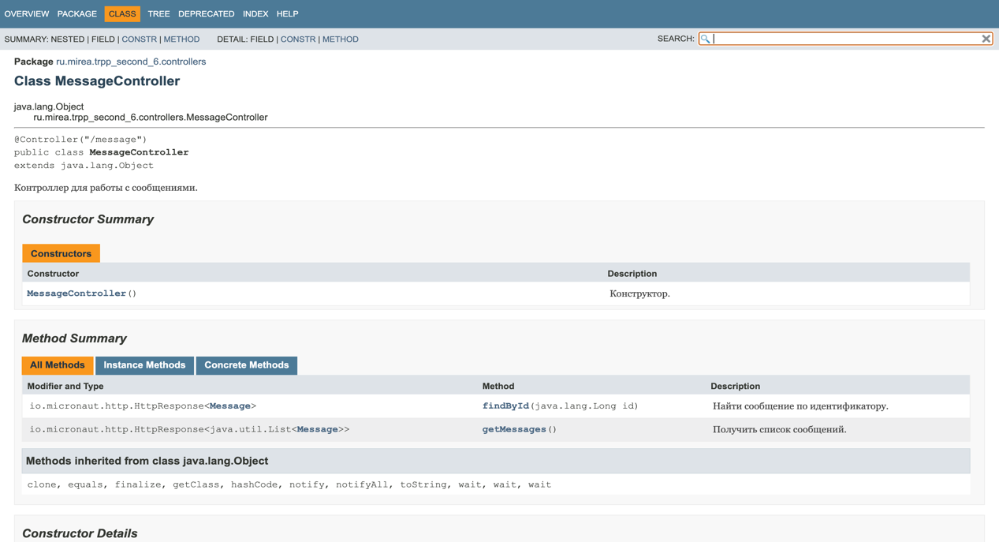 OVERVIEW PACKAGE CLASS TREE DEPRECATED INDEX HELP
SUMMARY: NESTED | FIELD | CONSTR | METHOD DETAIL: FIELD | CONSTR | METHOD SEARCH:
Package ru.mirea.trpp_second_6.controllers
Class MessageController
java.lang.Object
ru.mirea.trpp_second_6.controllers.MessageController
@Controller("/message")
public class MessageController
extends java.lang.Object
Контроллер для работы с сообщениями.
Constructor Summary
Constructors
Constructor Description
MessageController() Конструктор.
Method Summary
All Methods Instance Methods Concrete Methods
Modifier and Type Method Description
io.micronaut.http.HttpResponse<Message> findById(java.lang.Long id) Найти сообщение по идентификатору.
io.micronaut.http.HttpResponse<java.util.List<Message>> getMessages() Получить список сообщений.
Methods inherited from class java.lang.Object
clone, equals, finalize, getClass, hashCode, notify, notifyAll, toString, wait, wait, wait
Constructor Details